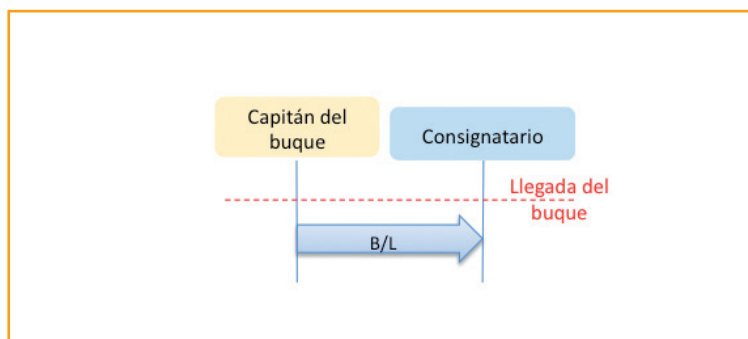 Capitán del
buque
Consignatario
Llegada del
buque
B/L